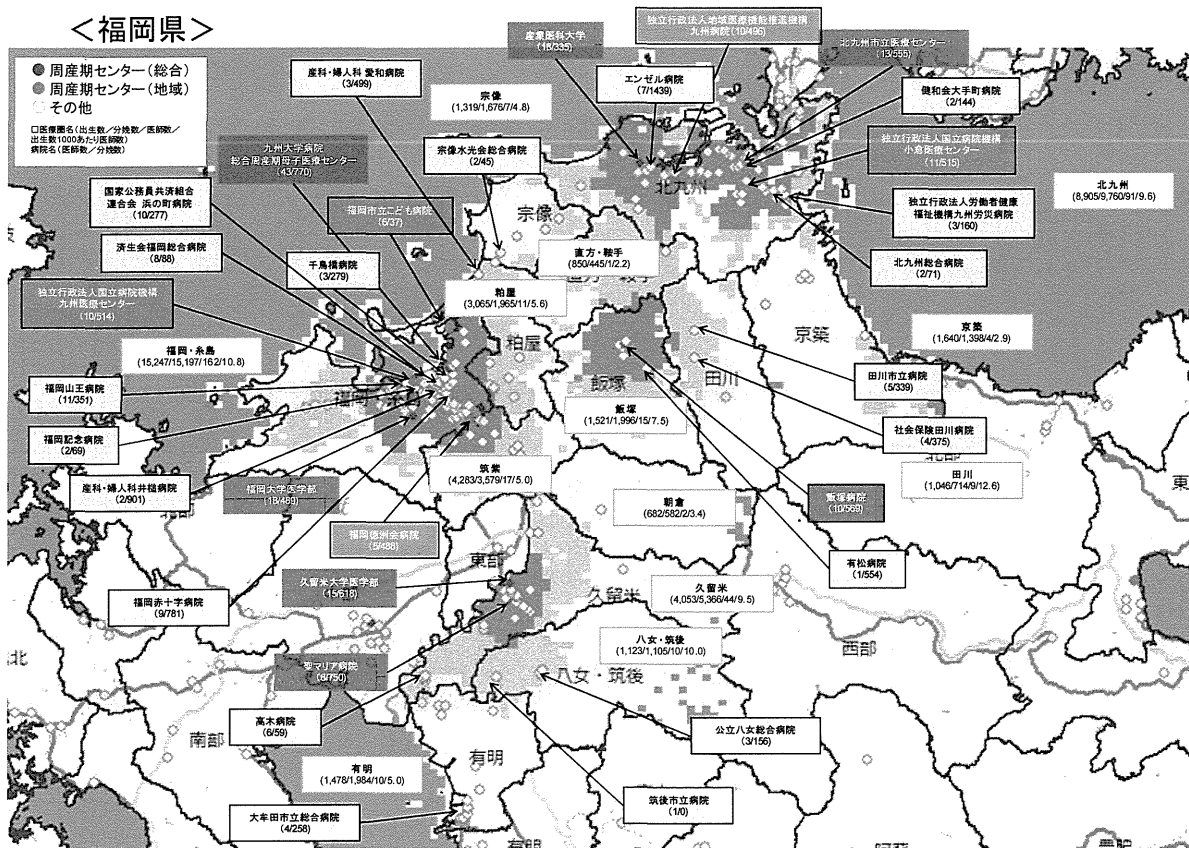 ＜福岡県＞
● 周産期センター(総合)
● 周産期センター(地域)
○ その他
□医療圏名(出生数／分娩数／医師数／
出生数1000あたり医師数)
病院名(医師数／分娩数)
産業医科大学
(18/335)
独立行政法人地域医療機能推進機構
九州病院(10/496)
北九州市立医療センター
(13/555)
産科・婦人科 愛和病院
(3/499)
宗像
(1,319/1,676/7/4.8)
エンゼル病院
(7/1439)
健和会大手町病院
(2/144)
九州大学病院
総合周産期母子医療センター
(43/770)
宗像水光会総合病院
(2/45)
独立行政法人国立病院機構
小倉医療センター
(11/515)
国家公務員共済組合
連合会 浜の町病院
(10/277)
福岡市立こども病院
(6/37)
北九州
宗像
独立行政法人労働者健康
福祉機構九州労災病院
(3/160)
北九州
(8,905/9,760/91/9.6)
済生会福岡総合病院
(8/88)
千鳥橋病院
(3/279)
直方・鞍手
(850/445/1/2.2)
直方・鞍手
北九州総合病院
(2/71)
独立行政法人国立病院機構
九州医療センター
(10/514)
粕屋
(3,065/1,965/11/5.6)
粕屋
京築
京築
(1,640/1,398/4/2.9)
福岡・糸島
(15,247/15,197/162/10.8)
福岡・糸島
飯塚
田川
田川市立病院
(5/339)
福岡山王病院
(11/351)
飯塚
(1,521/1,996/15/7.5)
社会保険田川病院
(4/375)
福岡記念病院
(2/69)
筑紫
(4,283/3,579/17/5.0)
北部
田川
(1,046/714/9/12.6)
産科・婦人科井槌病院
(2/901)
福岡大学医学部
(18/489)
朝倉
(682/582/2/3.4)
飯塚病院
(10/569)
北部
東
福岡徳洲会病院
(5/488)
東部
有松病院
(1/554)
久留米大学医学部
(15/618)
久留米
久留米
(4,053/5,366/44/9.5)
福岡赤十字病院
(9/781)
八女・筑後
(1,123/1,105/10/10.0)
西部
北
聖マリア病院
(8/750)
八女・筑後
高木病院
(6/59)
公立八女総合病院
(3/156)
南部
有明
有明
(1,478/1,984/10/5.0)
筑後市立病院
(1/0)
大牟田市立総合病院
(4/258)
有明
阿蘇